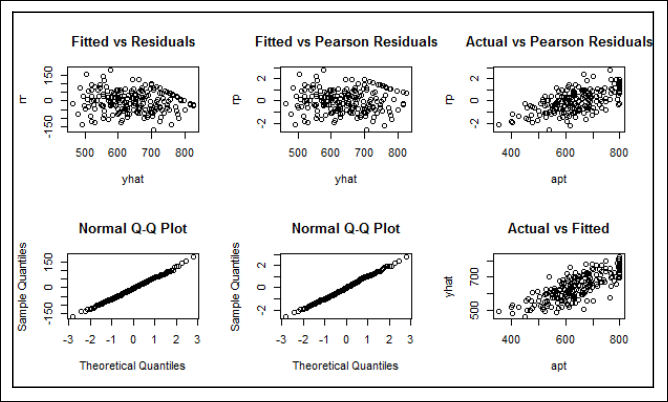 Fitted vs Residuals
rr
-150 0 150
500 600 700 800
yhat
Fitted vs Pearson Residuals
rp
-2 0 2
500 600 700 800
yhat
Actual vs Pearson Residuals
rp
-2 0 2
400 600 800
apt
Normal Q-Q Plot
Sample Quantiles
-150 0 150
-3 -2 -1 0 1 2 3
Theoretical Quantiles
Normal Q-Q Plot
Sample Quantiles
-2 0 2
-3 -2 -1 0 1 2 3
Theoretical Quantiles
Actual vs Fitted
yhat
500 700
400 600 800
apt